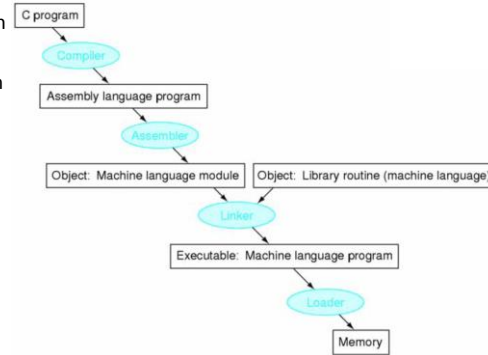 n
C program
Compiler
n
Assembly language program
Assembler
Object: Machine language module
Object: Library routine (machine language)
Linker
Executable: Machine language program
Loader
Memory